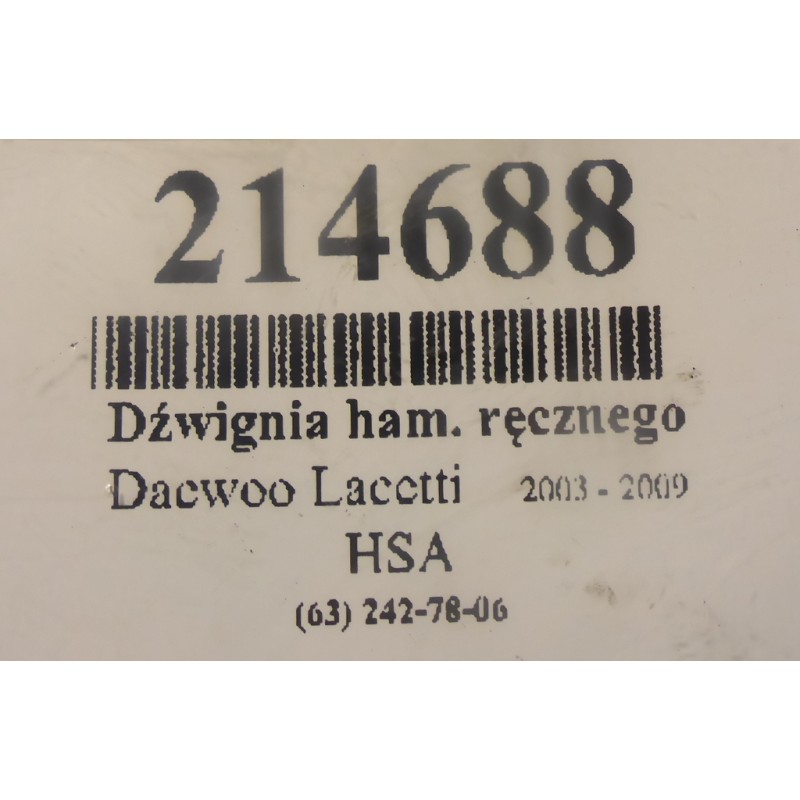 214688
Dźwignia ham. ręcznego
Daewoo Lacetti 2003 - 2009
HSA
(63) 242-78-06